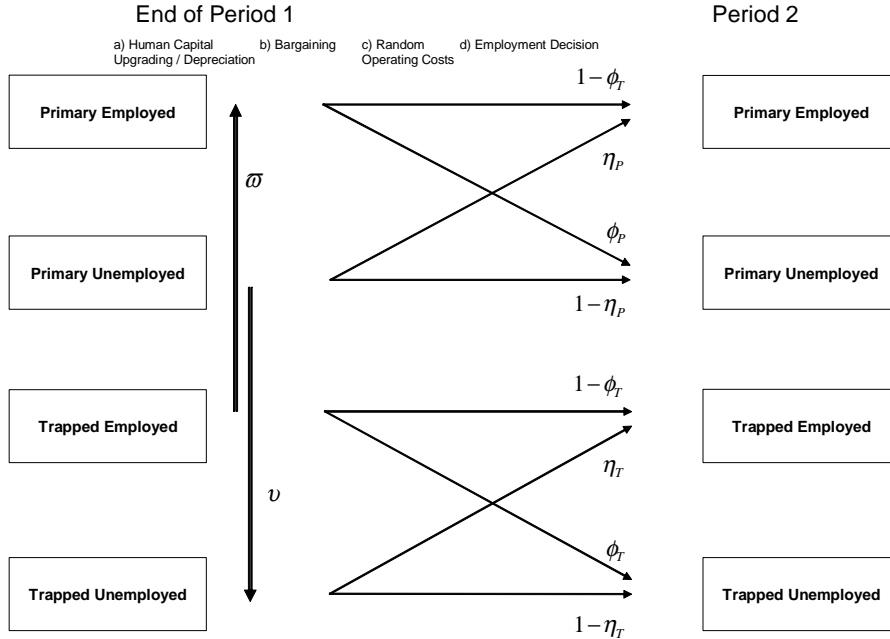 End of Period 1
Period 2
a) Human Capital Upgrading / Depreciation
b) Bargaining
c) Random Operating Costs
d) Employment Decision
Primary Employed
1−ϕ_T
Primary Employed
ϖ
η_P
ϕ_P
Primary Unemployed
Primary Unemployed
1−η_P
1−ϕ_T
Trapped Employed
Trapped Employed
η_T
υ
ϕ_T
Trapped Unemployed
Trapped Unemployed
1−η_T